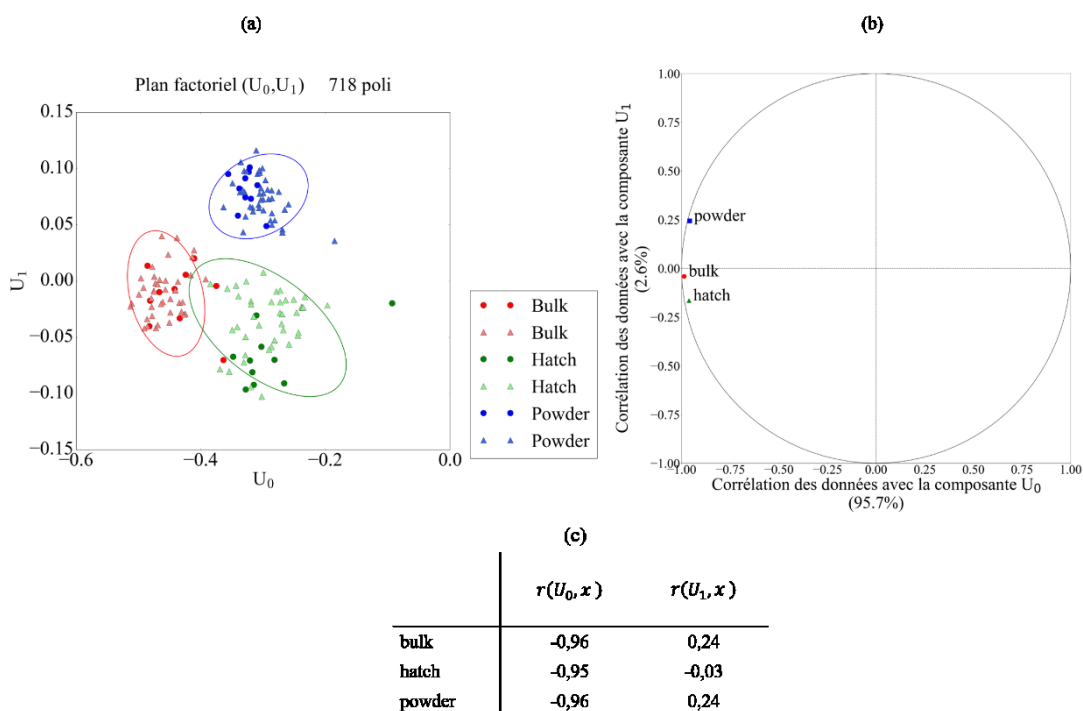 (a)
Plan factoriel (U0,U1) 718 poli
0.15
0.10
0.05
0.00
−0.05
−0.10
−0.15
U1
−0.6 −0.4 −0.2 0.0
U0
Bulk
Bulk
Hatch
Hatch
Powder
Powder
(b)
Corrélation des données avec la composante U1
(2.6%)
1.00
0.75
0.50
0.25
0.00
−0.25
−0.50
−0.75
−1.00
powder
bulk
hatch
−1.00 −0.75 −0.50 −0.25 0.00 0.25 0.50 0.75 1.00
Corrélation des données avec la composante U0
(95.7%)
(c)
r(U0, x) r(U1, x)
bulk -0,96 0,24
hatch -0,95 -0,03
powder -0,96 0,24